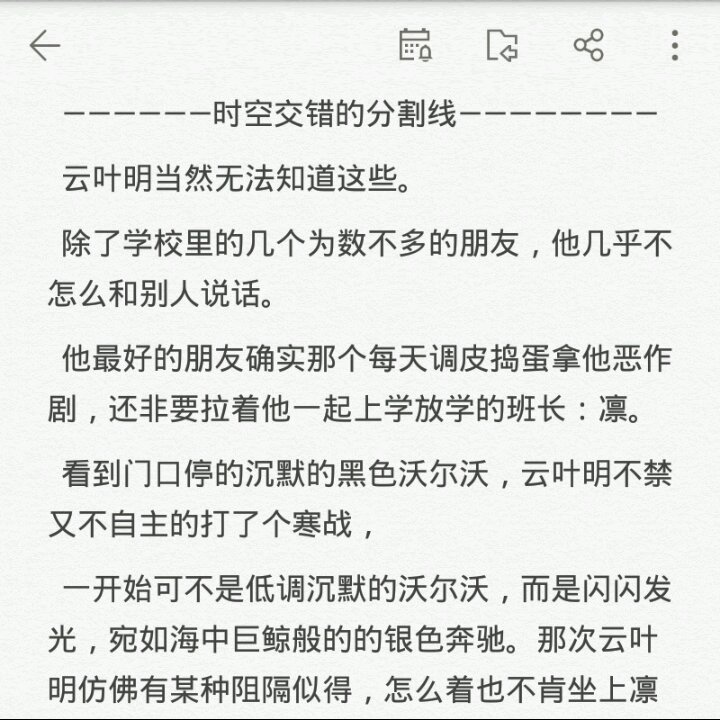 ——————时空交错的分割线————————
云叶明当然无法知道这些。
除了学校里的几个为数不多的朋友，他几乎不
怎么和别人说话。
他最好的朋友确实那个每天调皮捣蛋拿他恶作
剧，还非要拉着他一起上学放学的班长：凛。
看到门口停的沉默的黑色沃尔沃，云叶明不禁
又不自主的打了个寒战，
一开始可不是低调沉默的沃尔沃，而是闪闪发
光，宛如海中巨鲸般的的银色奔驰。那次云叶
明仿佛有某种阻隔似得，怎么着也不肯坐上凛